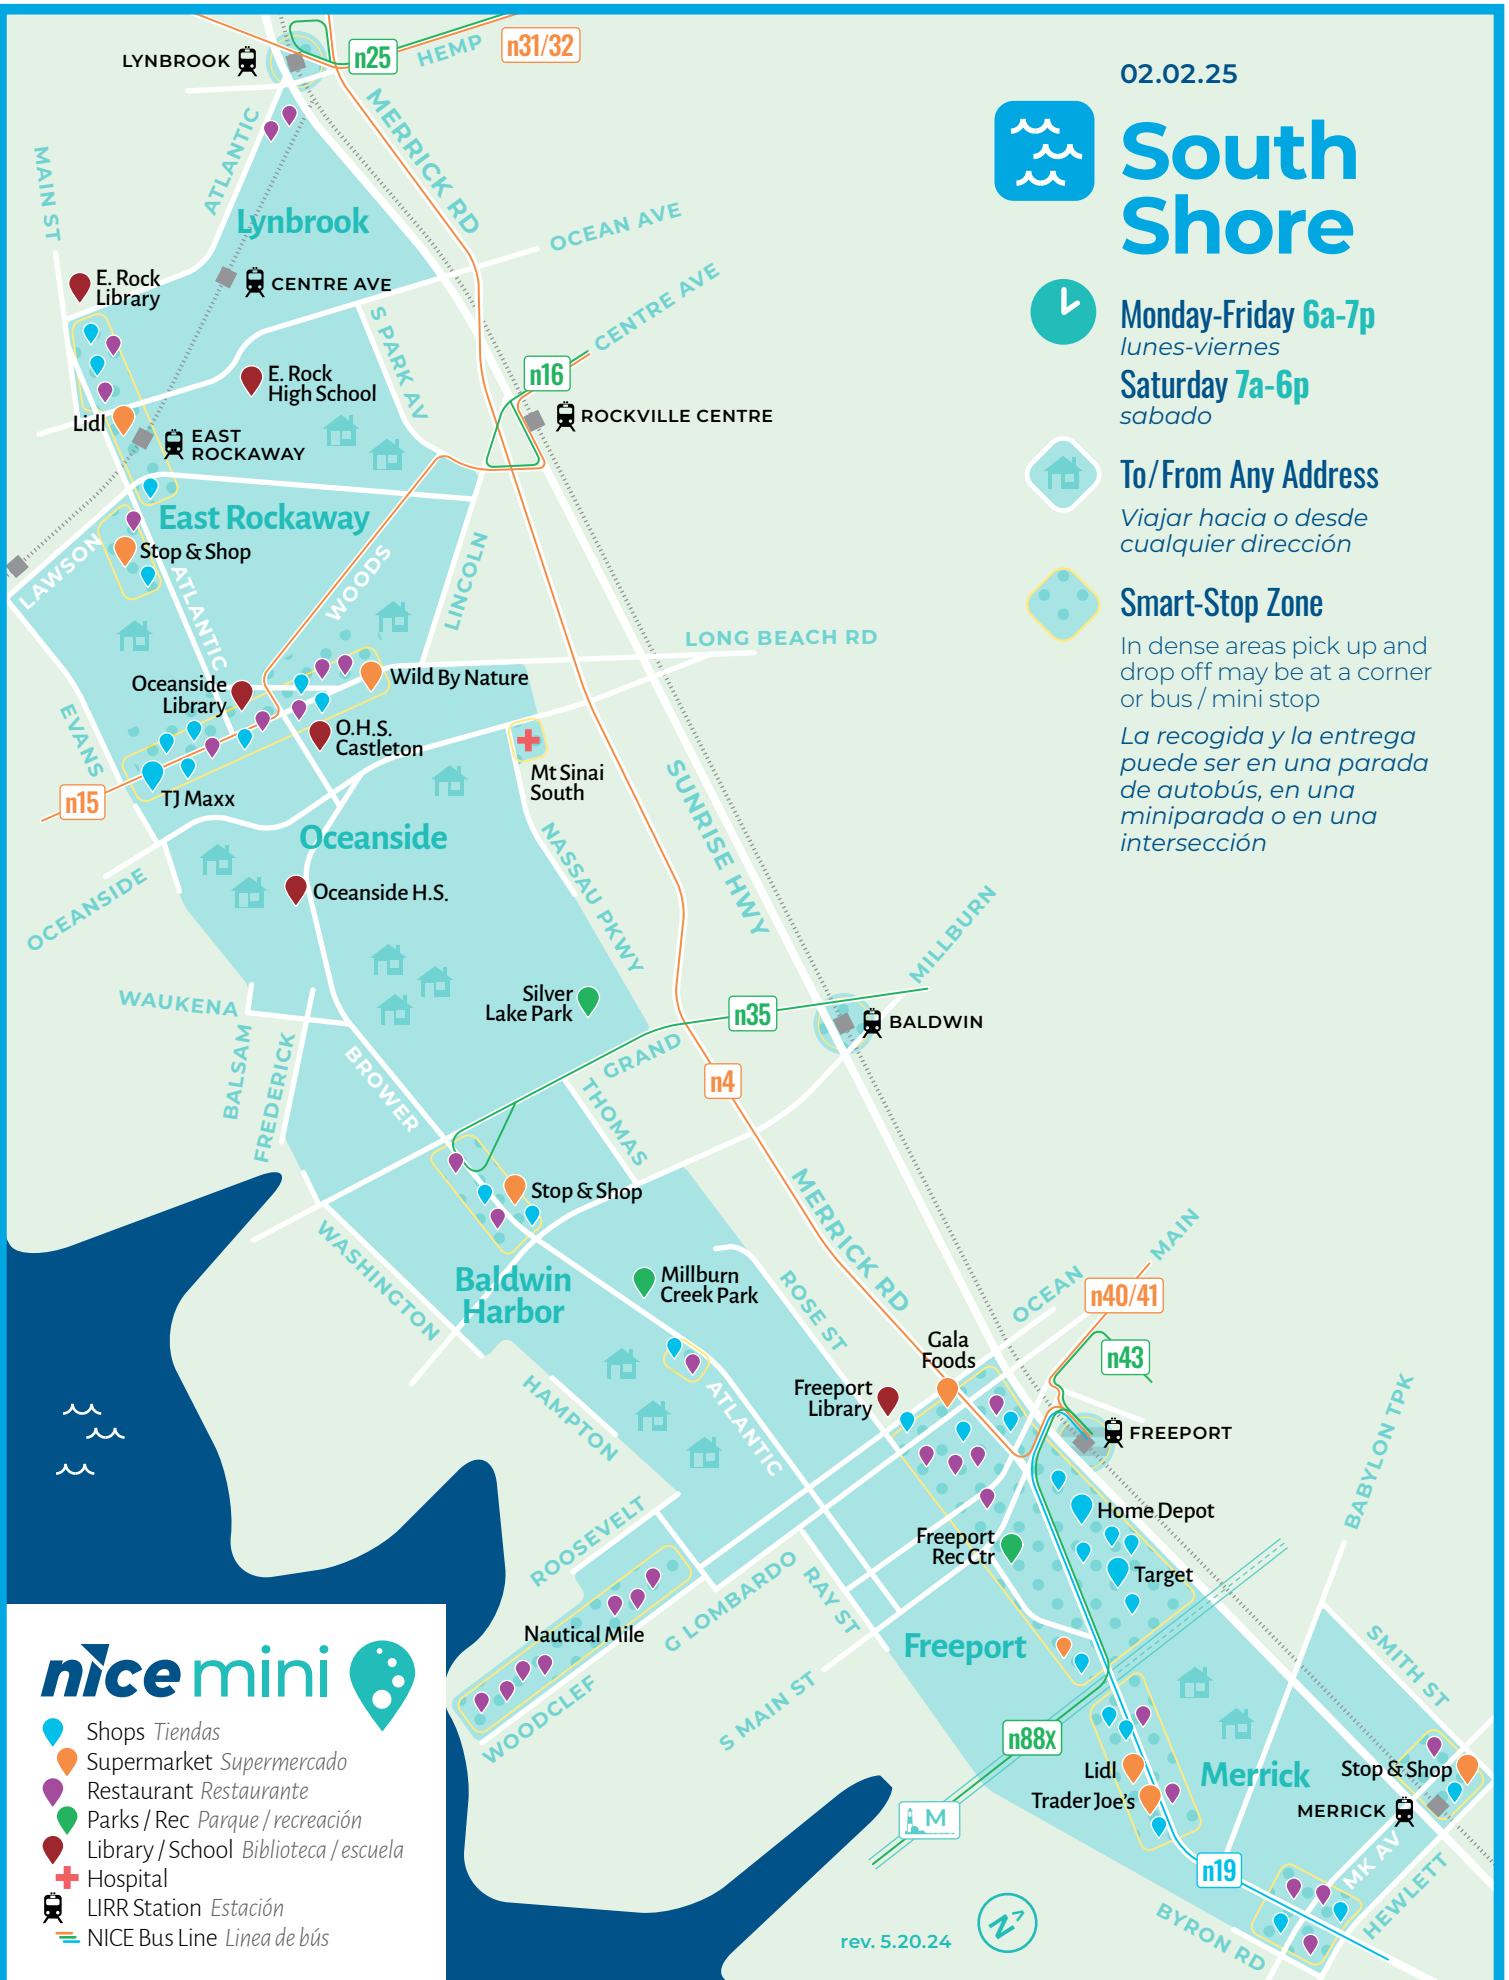 02.02.25
South
Shore
Monday-Friday 6a-7p
lunes-viernes
Saturday 7a-6p
sabado
To/From Any Address
Viajar hacia o desde
cualquier dirección
Smart-Stop Zone
In dense areas pick up and
drop off may be at a corner
or bus / mini stop
La recogida y la entrega
puede ser en una parada
de autobús, en una
miniparada o en una
intersección
LYNBROOK
n25
HEMP
n31/32
MERRICK RD
ATLANTIC
MAIN ST
Lynbrook
OCEAN AVE
E. Rock
Library
CENTRE AVE
CENTRE AVE
S PARK AV
n16
E. Rock
High School
Lidl
EAST
ROCKAWAY
ROCKVILLE CENTRE
East Rockaway
Stop & Shop
LAWSON
ATLANTIC
WOODS
LINCOLN
LONG BEACH RD
Oceanside
Library
Wild By Nature
O.H.S.
Castleton
EVANS
n15
TJ Maxx
Mt Sinai
South
SUNRISE HWY
Oceanside
NASSAU PKWY
OCEANSIDE
Oceanside H.S.
MILLBURN
WAUKENA
Silver
Lake Park
n35
BALDWIN
BALSAM
FREDERICK
BROWER
GRAND
n4
THOMAS
Stop & Shop
MERRICK RD
WASHINGTON
Baldwin
Harbor
Millburn
Creek Park
ROSE ST
OCEAN
MAIN
n40/41
n43
Gala
Foods
Freeport
Library
HAMPTON
ATLANTIC
FREEPORT
BABYLON TPK
Home Depot
ROOSEVELT
Freeport
Rec Ctr
Target
G LOMBARDO
RAY ST
Nautical Mile
Freeport
SMITH ST
WOODCLEF
S MAIN ST
n88x
Lidl
Trader Joe's
Merrick
Stop & Shop
MERRICK
M
n19
MK AV
HEWLETT
BYRON RD
rev. 5.20.24
N
nice mini
Shops Tiendas
Supermarket Supermercado
Restaurant Restaurante
Parks / Rec Parque / recreación
Library / School Biblioteca / escuela
Hospital
LIRR Station Estación
NICE Bus Line Linea de bús